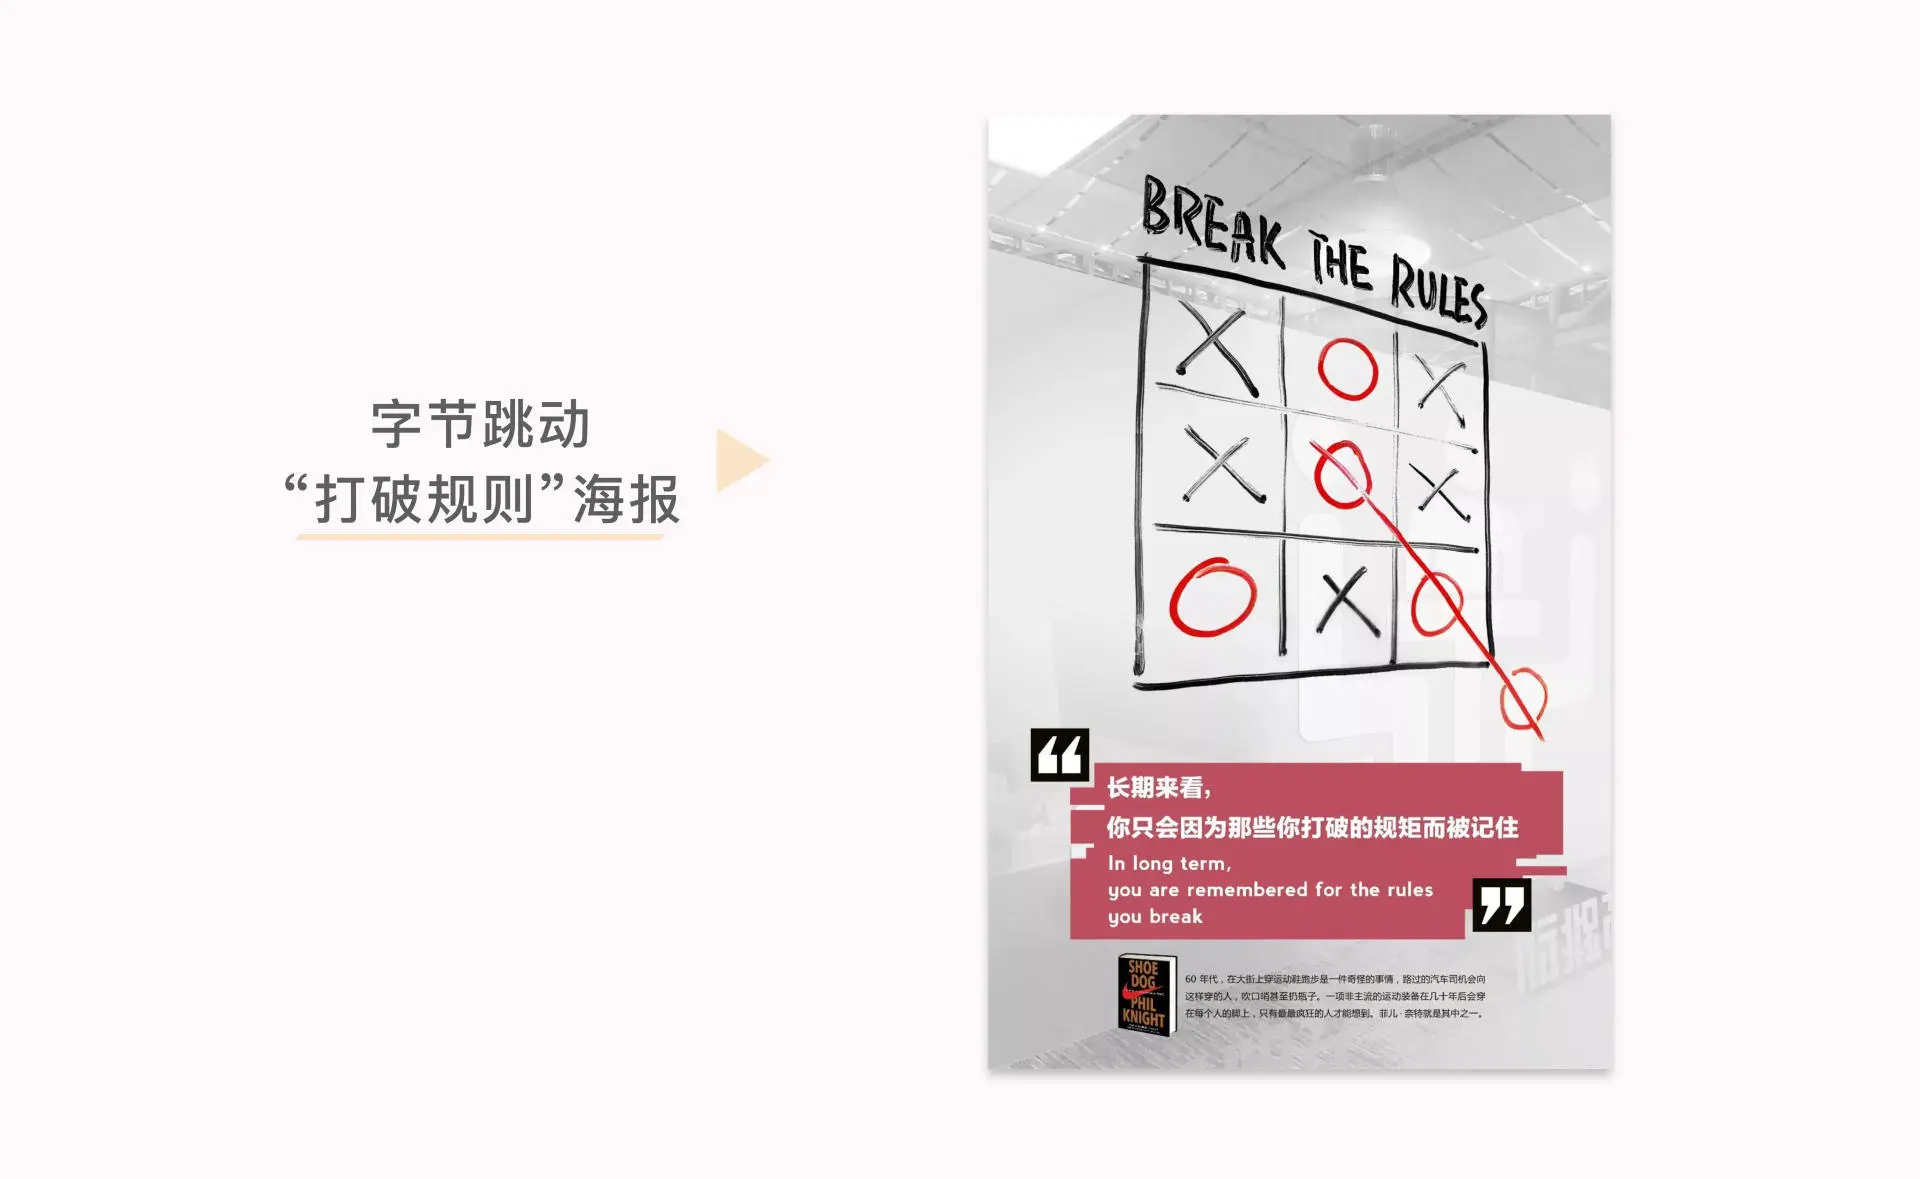 字节跳动
“打破规则”海报
BREAK THE RULES
长期来看，
你只会因为那些你打破的规矩而被记住
In long term,
you are remembered for the rules
you break
SHOE
DOG
PHIL
KNIGHT
60 年代，在大街上穿运动鞋跑步是一件奇怪的事情，路过的汽车司机会向
这样穿的人，吹口哨甚至扔瓶子。一项非主流的运动装备在几十年后会穿
在每个人的脚上，只有最最疯狂的人才能想到。菲儿 · 奈特就是其中之一。